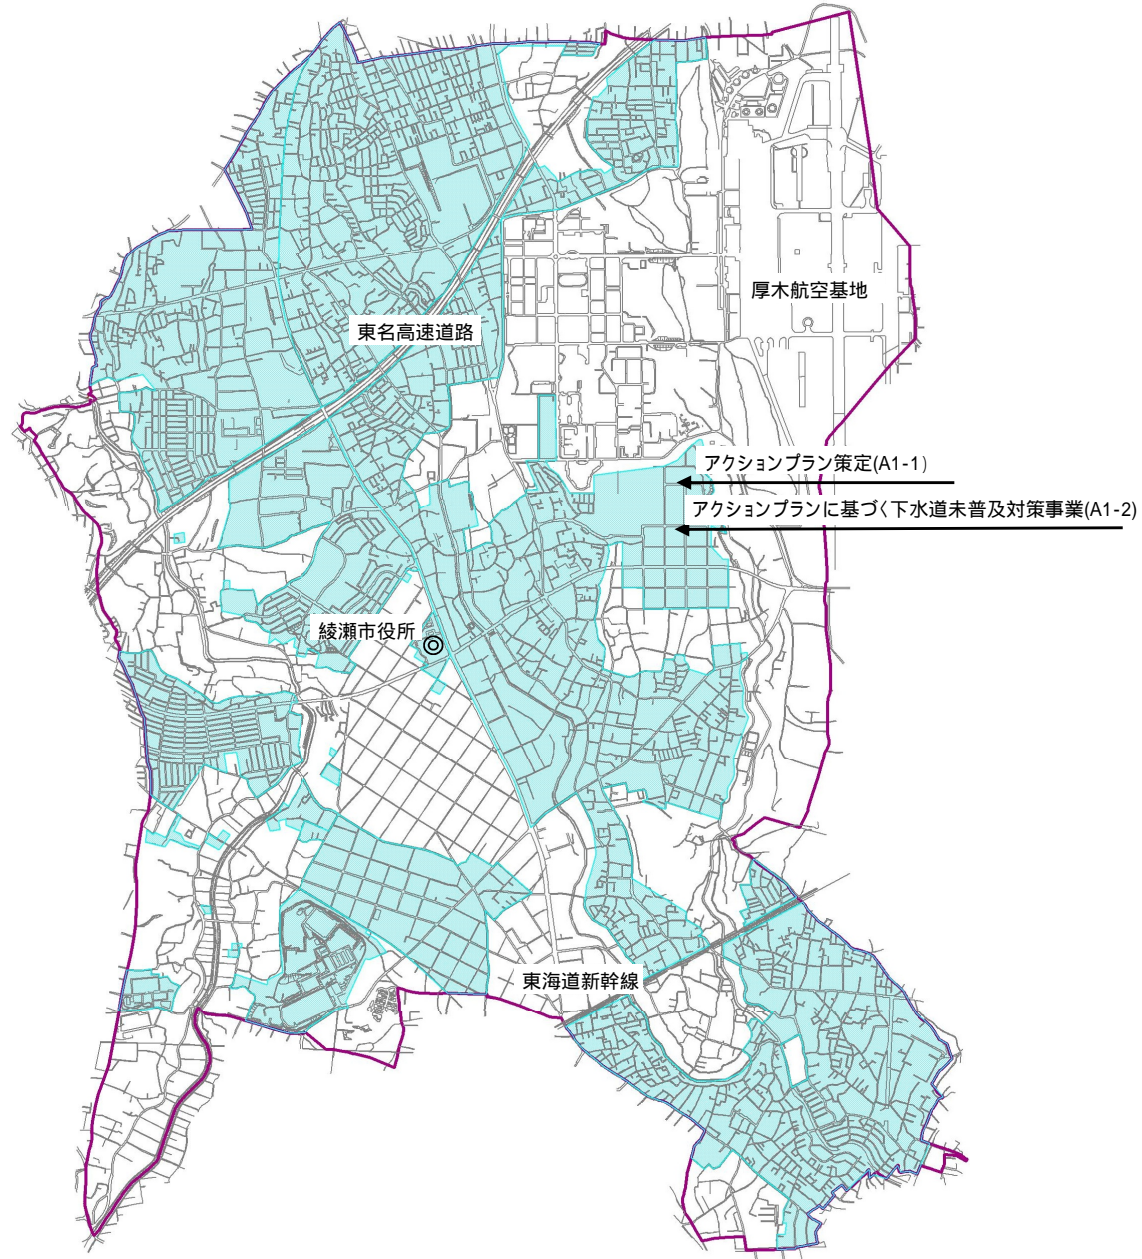 厚木航空基地
東名高速道路
アクションプラン策定(A1-1)
アクションプランに基づく下水道未普及対策事業(A1-2)
綾瀬市役所
東海道新幹線